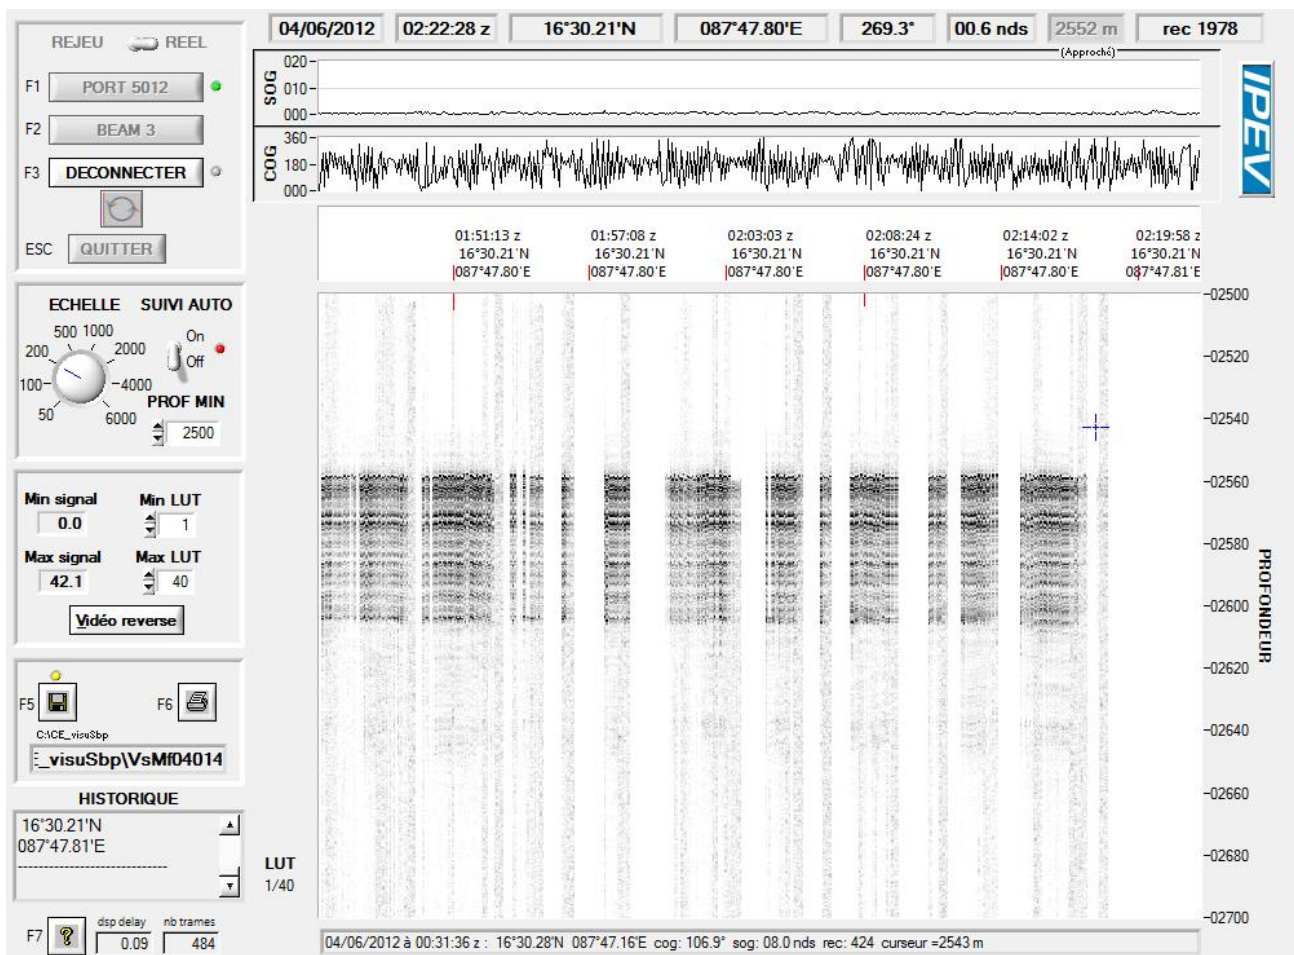 04/06/2012 02:22:28 z 16°30.21'N 087°47.80'E 269.3° 00.6 nds 2552 m rec 1978
(Approché)
REJEU REEL
F1 PORT 5012
F2 BEAM 3
F3 DECONNECTER
ESC QUITTER
SOG
020
010
000
COG
360
180
000
IPEV
01:51:13 z 01:57:08 z 02:03:03 z 02:08:24 z 02:14:02 z 02:19:58 z
16°30.21'N 16°30.21'N 16°30.21'N 16°30.21'N 16°30.21'N 16°30.21'N
087°47.80'E 087°47.80'E 087°47.80'E 087°47.80'E 087°47.80'E 087°47.81'E
ECHELLE SUIVI AUTO
500 1000
200 2000
100 4000
50 6000
On
Off
PROF MIN
2500
Min signal Min LUT
0.0 1
Max signal Max LUT
42.1 40
Vidéo reverse
F5 F6
C:\CE_visuSbp
_visuSbp\VsMf04014
HISTORIQUE
16°30.21'N
087°47.81'E
------------------------------
F7 ?
dsp delay nb trames
0.09 484
LUT
1/40
02500
02520
02540
02560
02580
02600
02620
02640
02660
02680
02700
PROFONDEUR
04/06/2012 à 00:31:36 z : 16°30.28'N 087°47.16'E cog: 106.9° sog: 08.0 nds rec: 424 curseur =2543 m